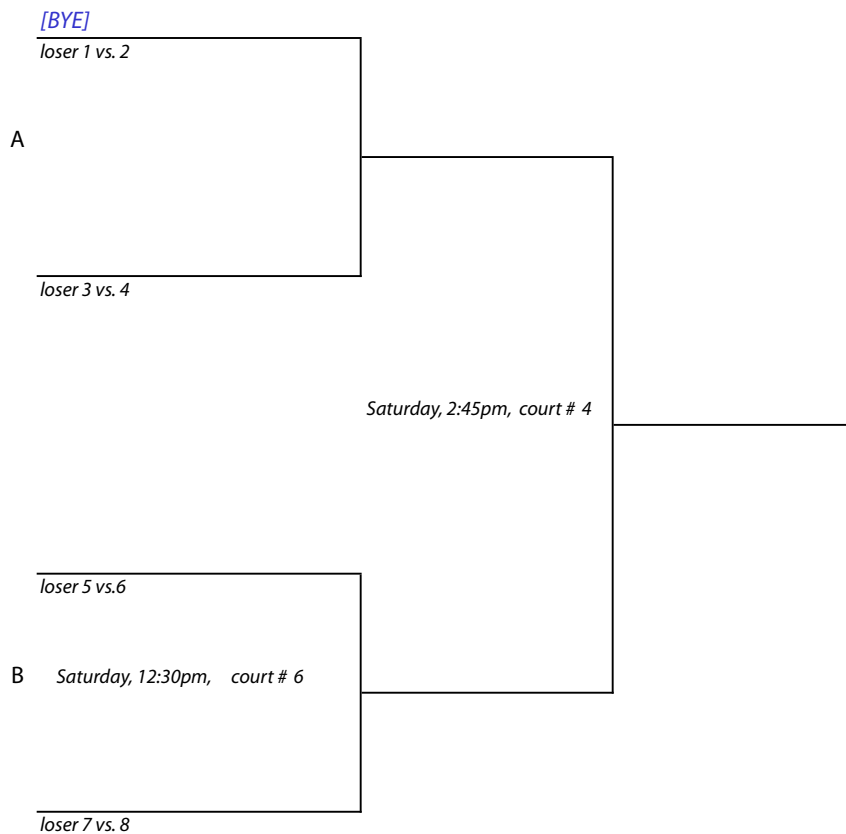 [BYE]
loser 1 vs. 2
A
loser 3 vs. 4
Saturday, 2:45pm, court # 4
loser 5 vs.6
B Saturday, 12:30pm, court # 6
loser 7 vs. 8